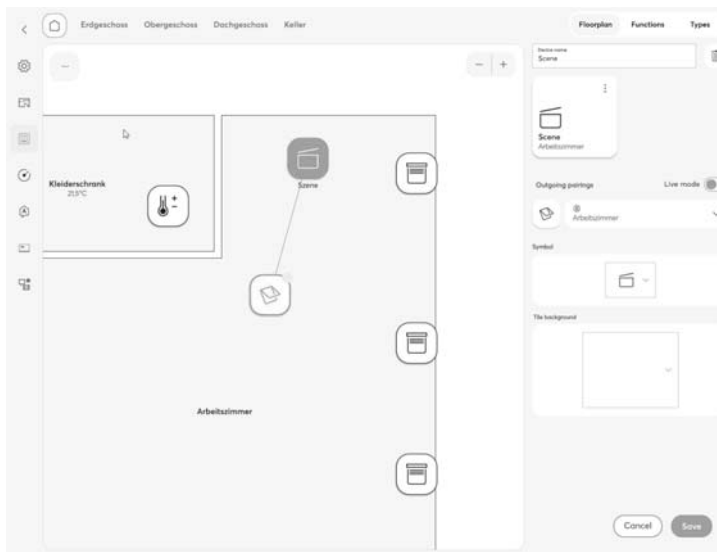 Erdgeschoss Obergeschoss Dachgeschoss Keller
Floorplan Functions Types
Device name
Scene
Kleiderschrank
21,5°C
Szene
Arbeitszimmer
Scene
Arbeitszimmer
Outgoing pairings Live mode
Arbeitszimmer
Symbol
Tile background
Cancel Save